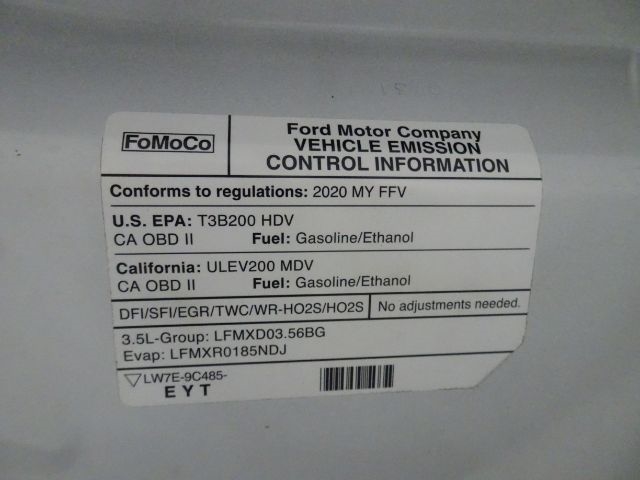 FoMoCo
Ford Motor Company
VEHICLE EMISSION
CONTROL INFORMATION
Conforms to regulations: 2020 MY FFV
U.S. EPA: T3B200 HDV
CA OBD II Fuel: Gasoline/Ethanol
California: ULEV200 MDV
CA OBD II Fuel: Gasoline/Ethanol
DFI/SFI/EGR/TWC/WR-HO2S/HO2S No adjustments needed.
3.5L-Group: LFMXD03.56BG
Evap: LFMXR0185NDJ
LW7E-9C485-
EYT